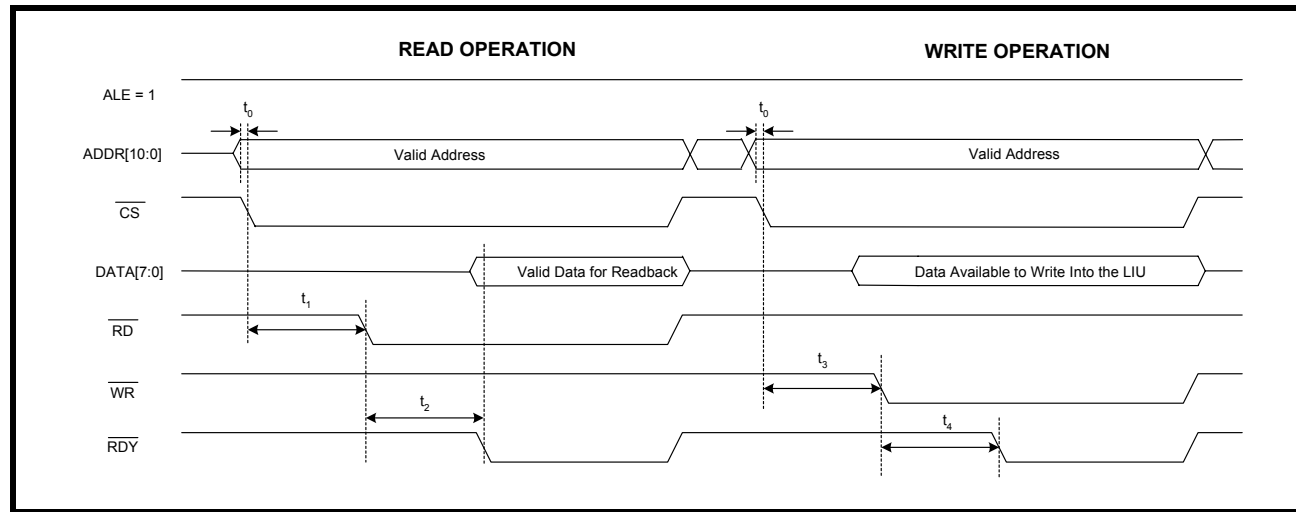 READ OPERATION WRITE OPERATION
ALE = 1
t0 t0
ADDR[10:0] Valid Address Valid Address
CS
DATA[7:0] Valid Data for Readback Data Available to Write Into the LIU
t1
RD
t3
WR
t2 t4
RDY